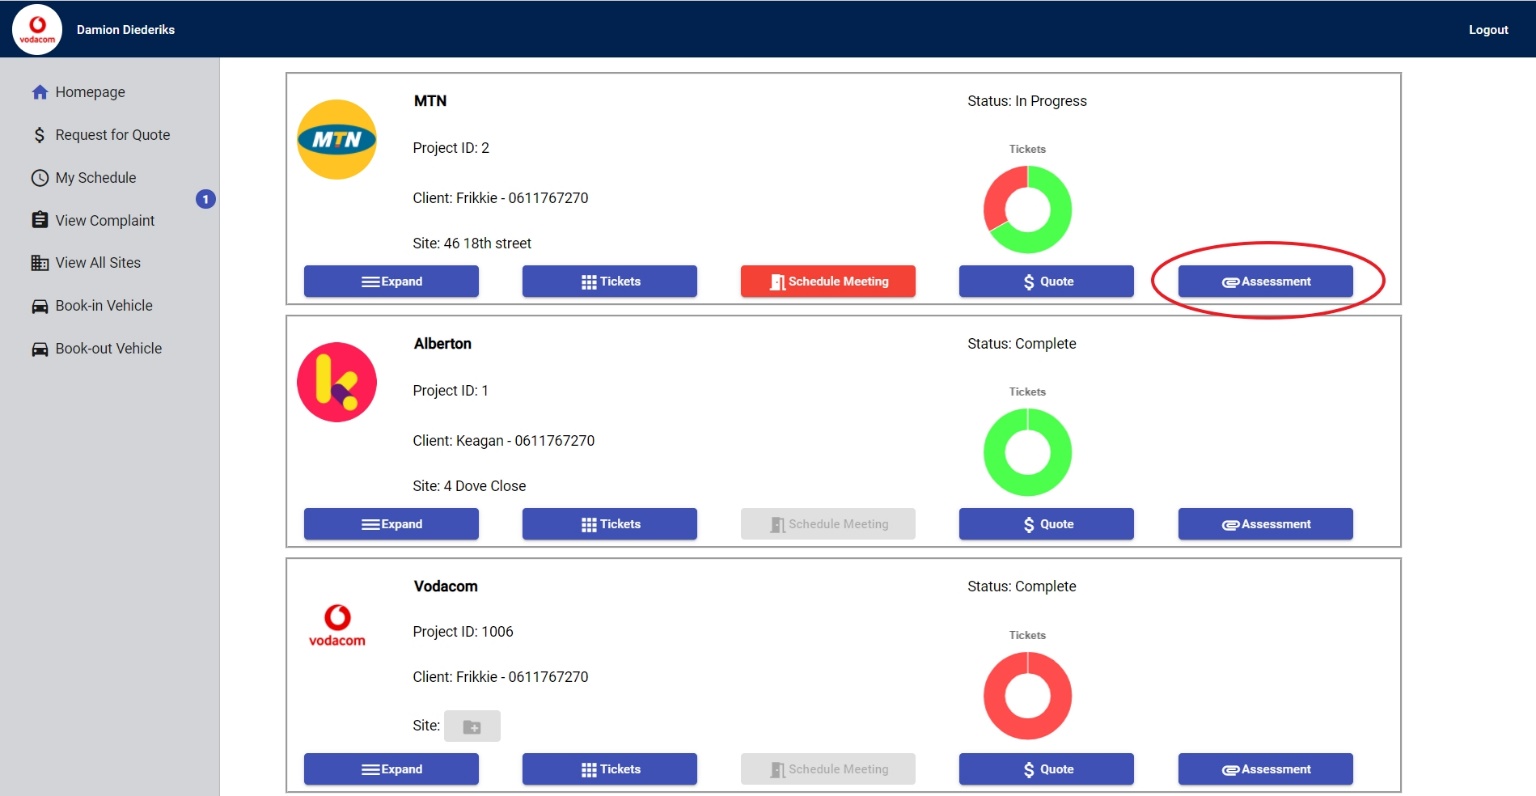 vodacom
Damion Diederiks
Logout
Homepage
Request for Quote
My Schedule
1
View Complaint
View All Sites
Book-in Vehicle
Book-out Vehicle
MTN
MTN
Status: In Progress
Project ID: 2
Tickets
Client: Frikkie - 0611767270
Site: 46 18th street
Expand
Tickets
Schedule Meeting
$ Quote
Assessment
Alberton
Status: Complete
Project ID: 1
Tickets
Client: Keagan - 0611767270
Site: 4 Dove Close
Expand
Tickets
Schedule Meeting
$ Quote
Assessment
Vodacom
Status: Complete
vodacom
Project ID: 1006
Tickets
Client: Frikkie - 0611767270
Site:
Expand
Tickets
Schedule Meeting
$ Quote
Assessment